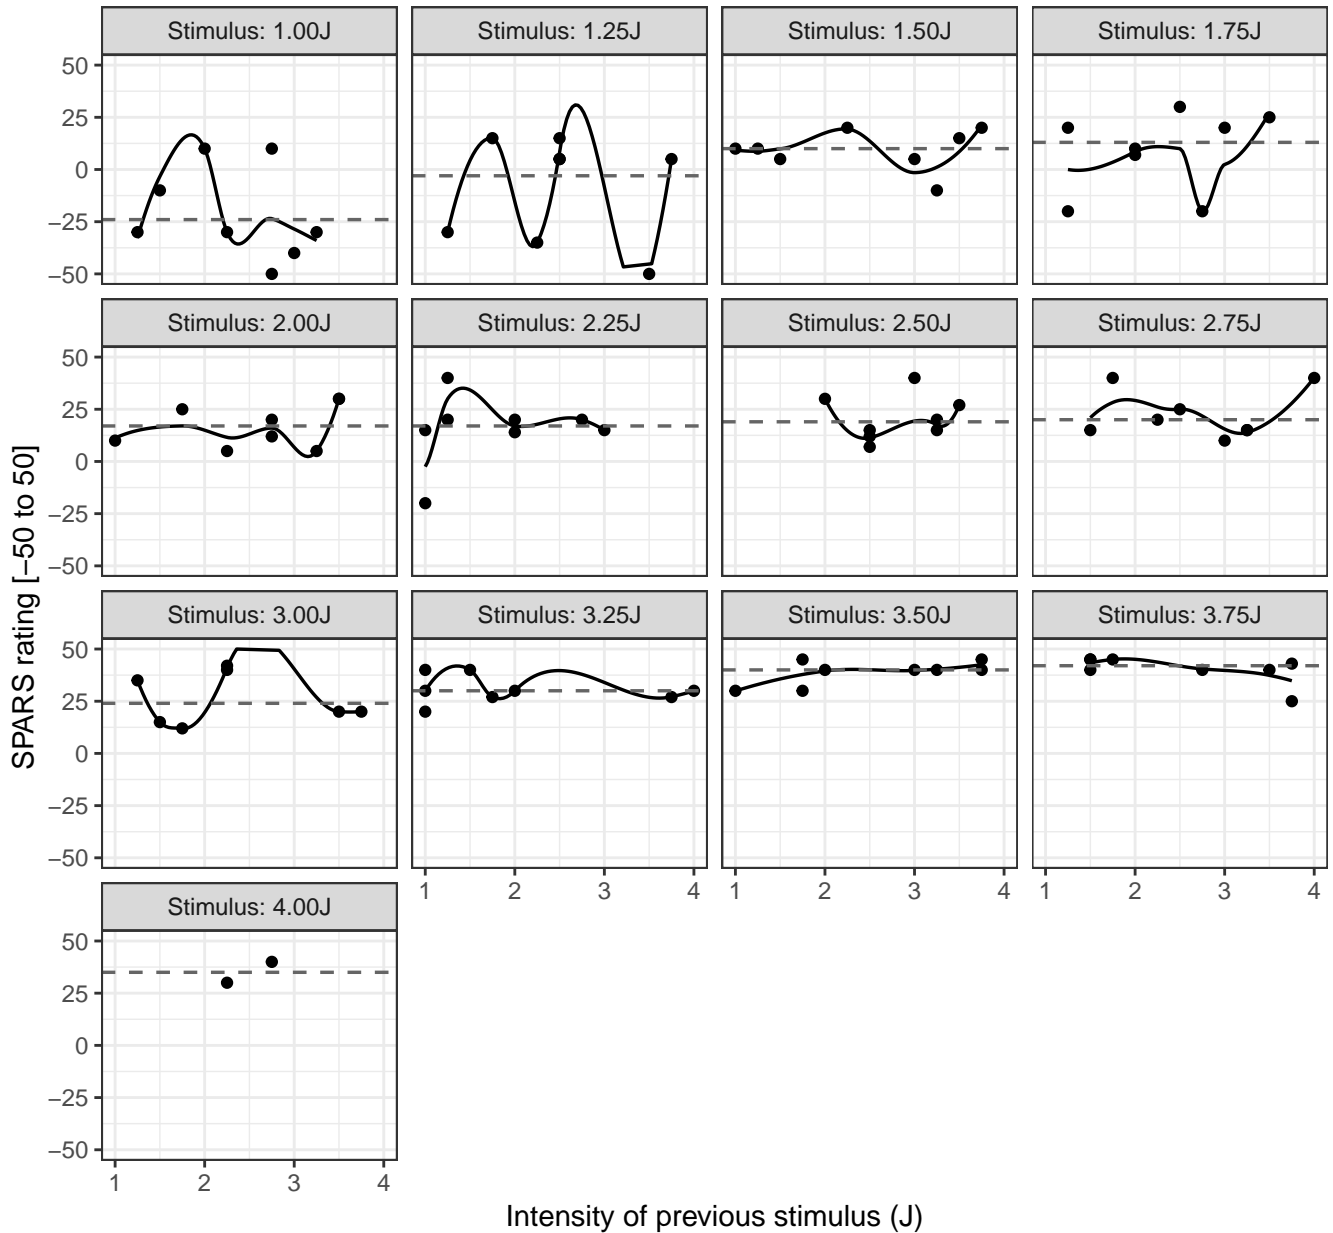 Stimulus: 1.00J Stimulus: 1.25J Stimulus: 1.50J Stimulus: 1.75J
50
25
0
−25
−50
Stimulus: 2.00J Stimulus: 2.25J Stimulus: 2.50J Stimulus: 2.75J
50
25
0
−25
−50
SPARS rating [−50 to 50]
Stimulus: 3.00J Stimulus: 3.25J Stimulus: 3.50J Stimulus: 3.75J
50
25
0
−25
−50
1 2 3 4 1 2 3 4 1 2 3 4
Stimulus: 4.00J
50
25
0
−25
−50
1 2 3 4
Intensity of previous stimulus (J)